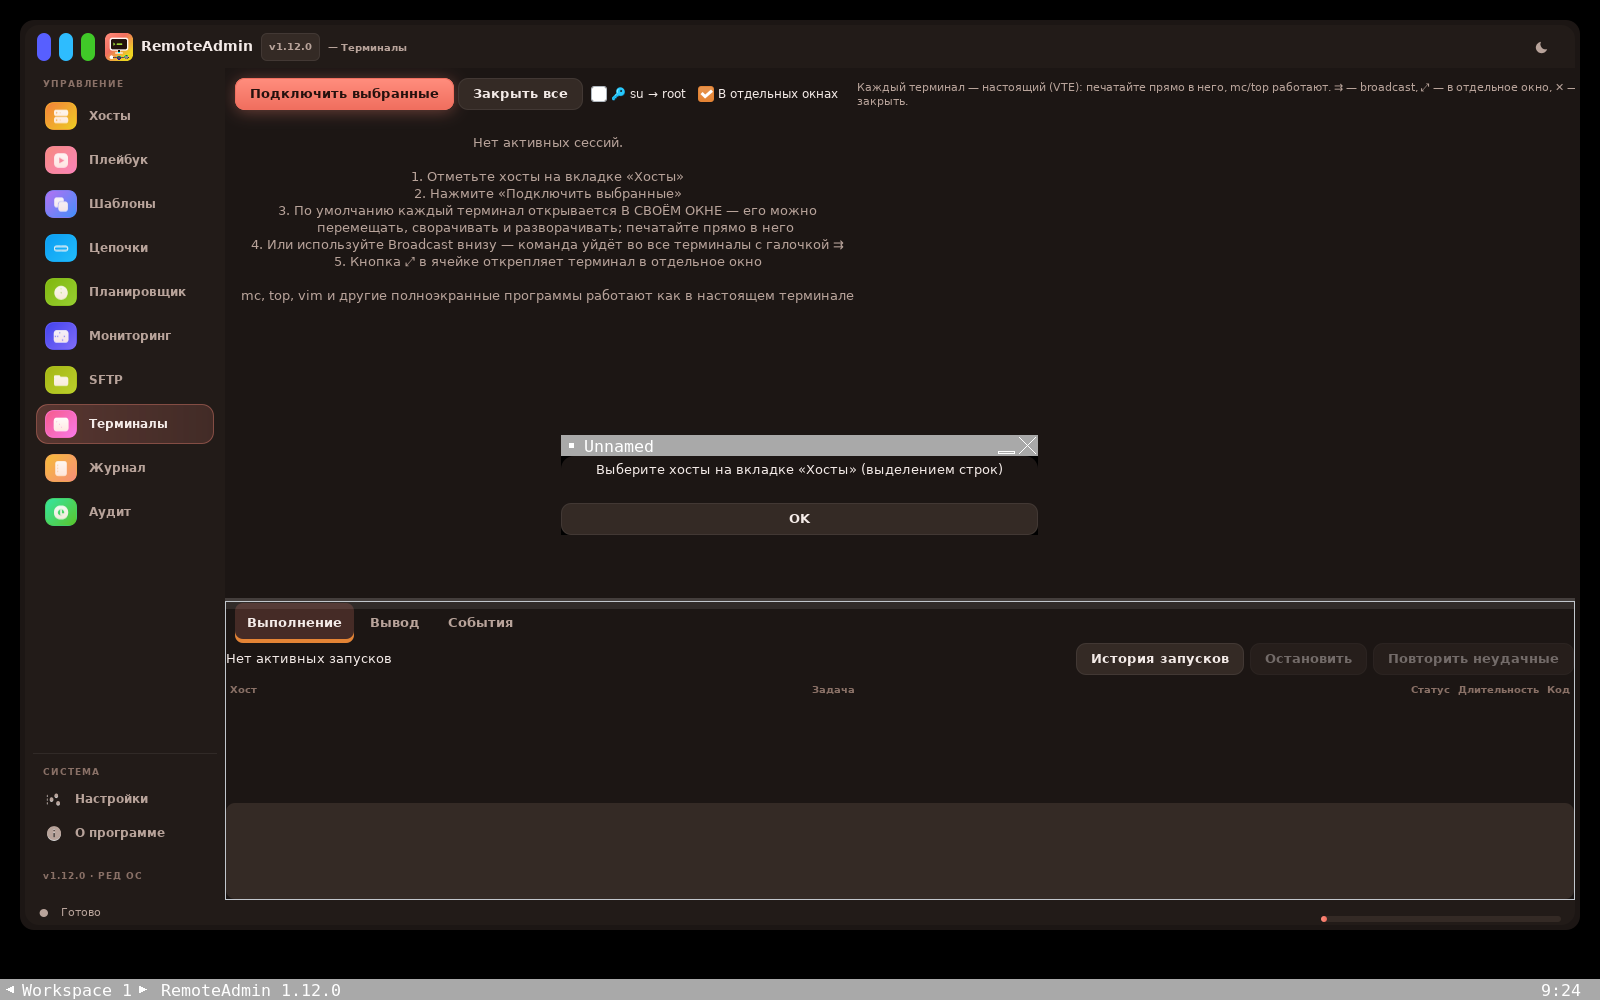 RemoteAdmin v1.12.0 — Терминалы
УПРАВЛЕНИЕ
Хосты
Плейбук
Шаблоны
Цепочки
Планировщик
Мониторинг
SFTP
Терминалы
Журнал
Аудит
СИСТЕМА
Настройки
О программе
v1.12.0 · РЕД ОС
Готово
Подключить выбранные Закрыть все su → root В отдельных окнах
Каждый терминал — настоящий (VTE): печатайте прямо в него, mc/top работают. ⇉ — broadcast, ⤢ — в отдельное окно, ✕ —
закрыть.
Нет активных сессий.
1. Отметьте хосты на вкладке «Хосты»
2. Нажмите «Подключить выбранные»
3. По умолчанию каждый терминал открывается В СВОЁМ ОКНЕ — его можно
перемещать, сворачивать и разворачивать; печатайте прямо в него
4. Или используйте Broadcast внизу — команда уйдёт во все терминалы с галочкой ⇉
5. Кнопка ⤢ в ячейке открепляет терминал в отдельное окно
mc, top, vim и другие полноэкранные программы работают как в настоящем терминале
Unnamed
Выберите хосты на вкладке «Хосты» (выделением строк)
OK
Выполнение Вывод События
Нет активных запусков История запусков Остановить Повторить неудачные
Хост Задача Статус Длительность Код
Workspace 1 RemoteAdmin 1.12.0 9:24